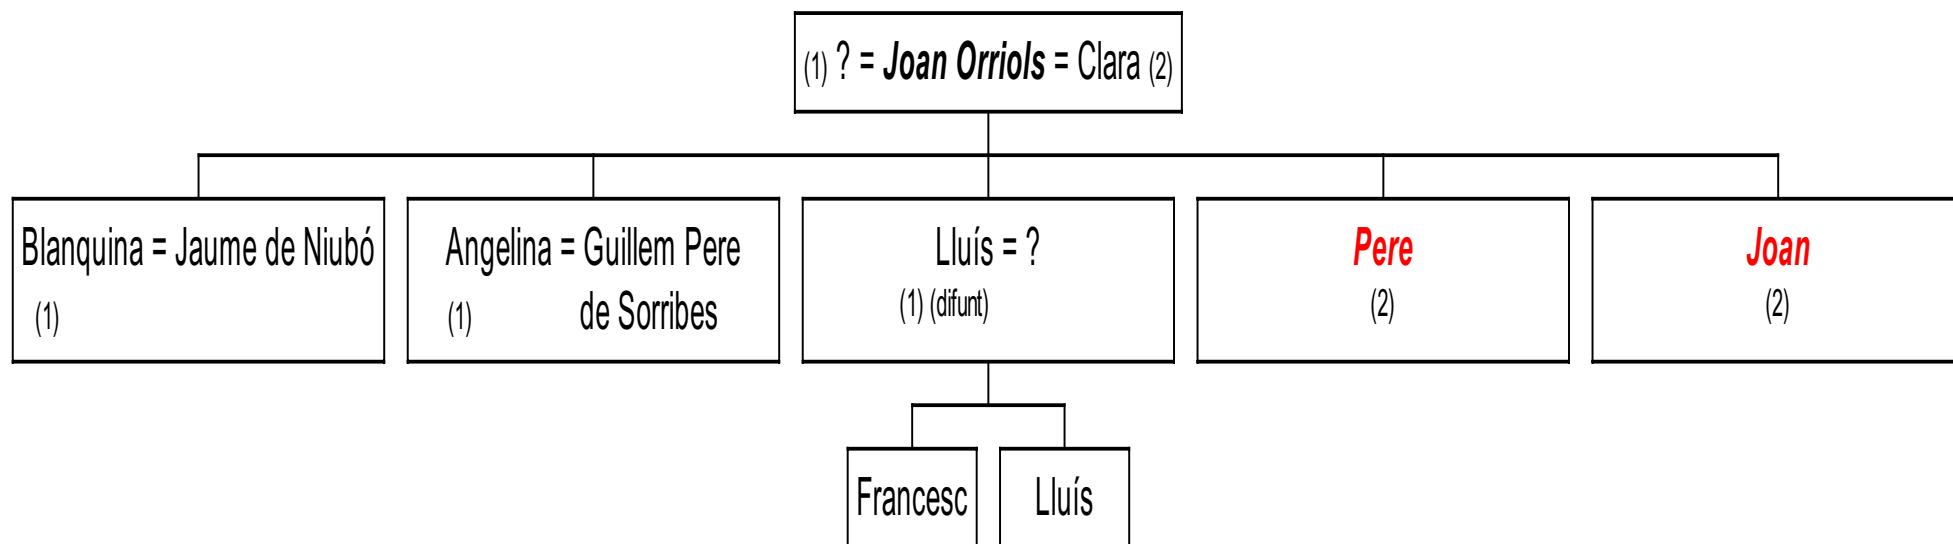 (1) ? = Joan Orriols = Clara (2)
Blanquina = Jaume de Niubó
(1)
Angelina = Guillem Pere
(1) de Sorribes
Lluís = ?
(1) (difunt)
Pere
(2)
Joan
(2)
Francesc
Lluís